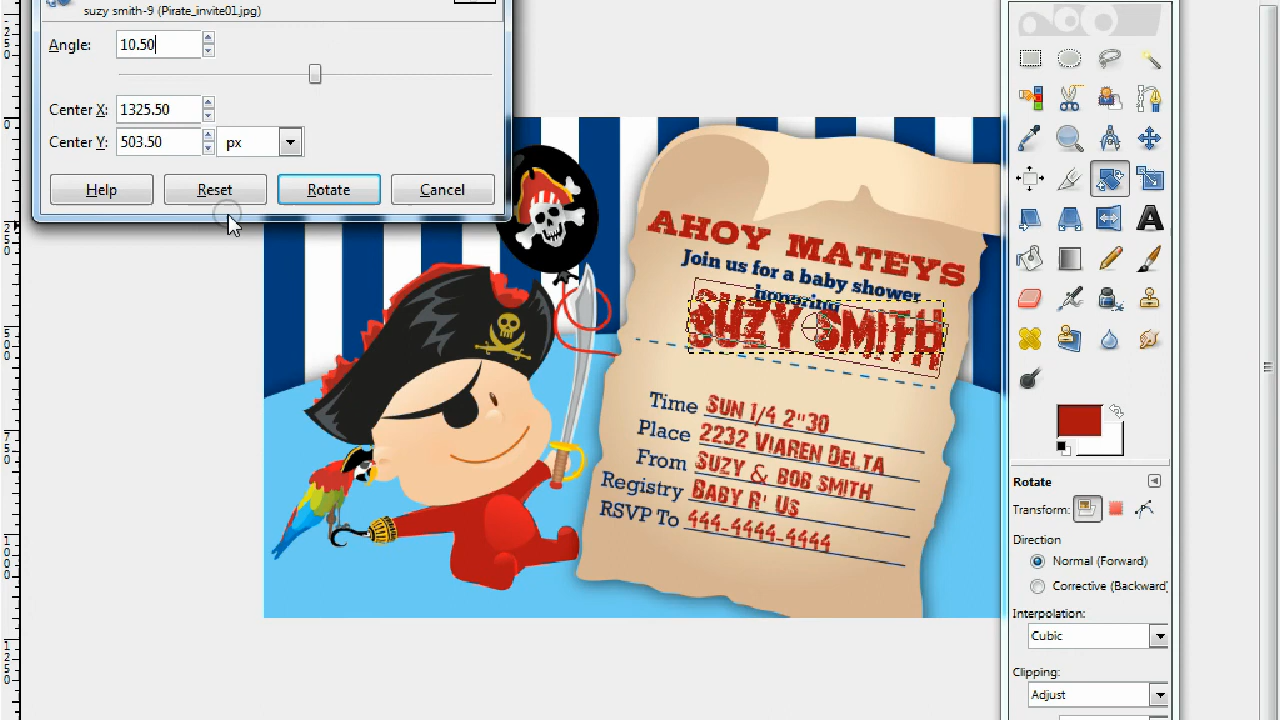 suzy smith-9 (Pirate_invite01.jpg)
Angle: 10.50
Center X: 1325.50
Center Y: 503.50 px
Help Reset Rotate Cancel
AHOY MATEYS
Join us for a baby shower
honoring
SUZY SMITH
Time SUN 1/4 2"30
Place 2232 VIAREN DELTA
From SUZY & BOB SMITH
Registry BABY R' US
RSVP To 444-4444-4444
Rotate
Transform:
Direction
Normal (Forward)
Corrective (Backward)
Interpolation:
Cubic
Clipping:
Adjust